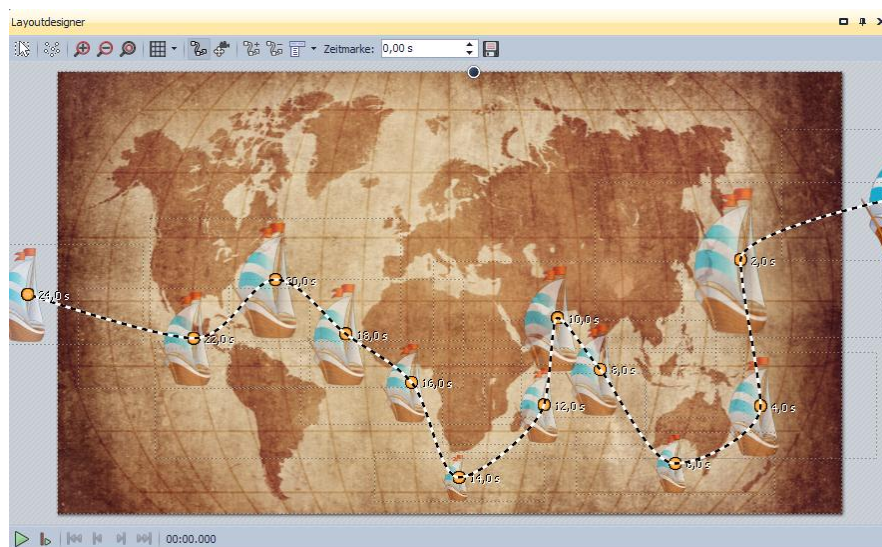 Layoutdesigner
Zeitmarke: 0,00 s
2,0 s
24,0 s
20,0 s
10,0 s
22,0 s
18,0 s
8,0 s
16,0 s
12,0 s
4,0 s
6,0 s
14,0 s
00:00.000